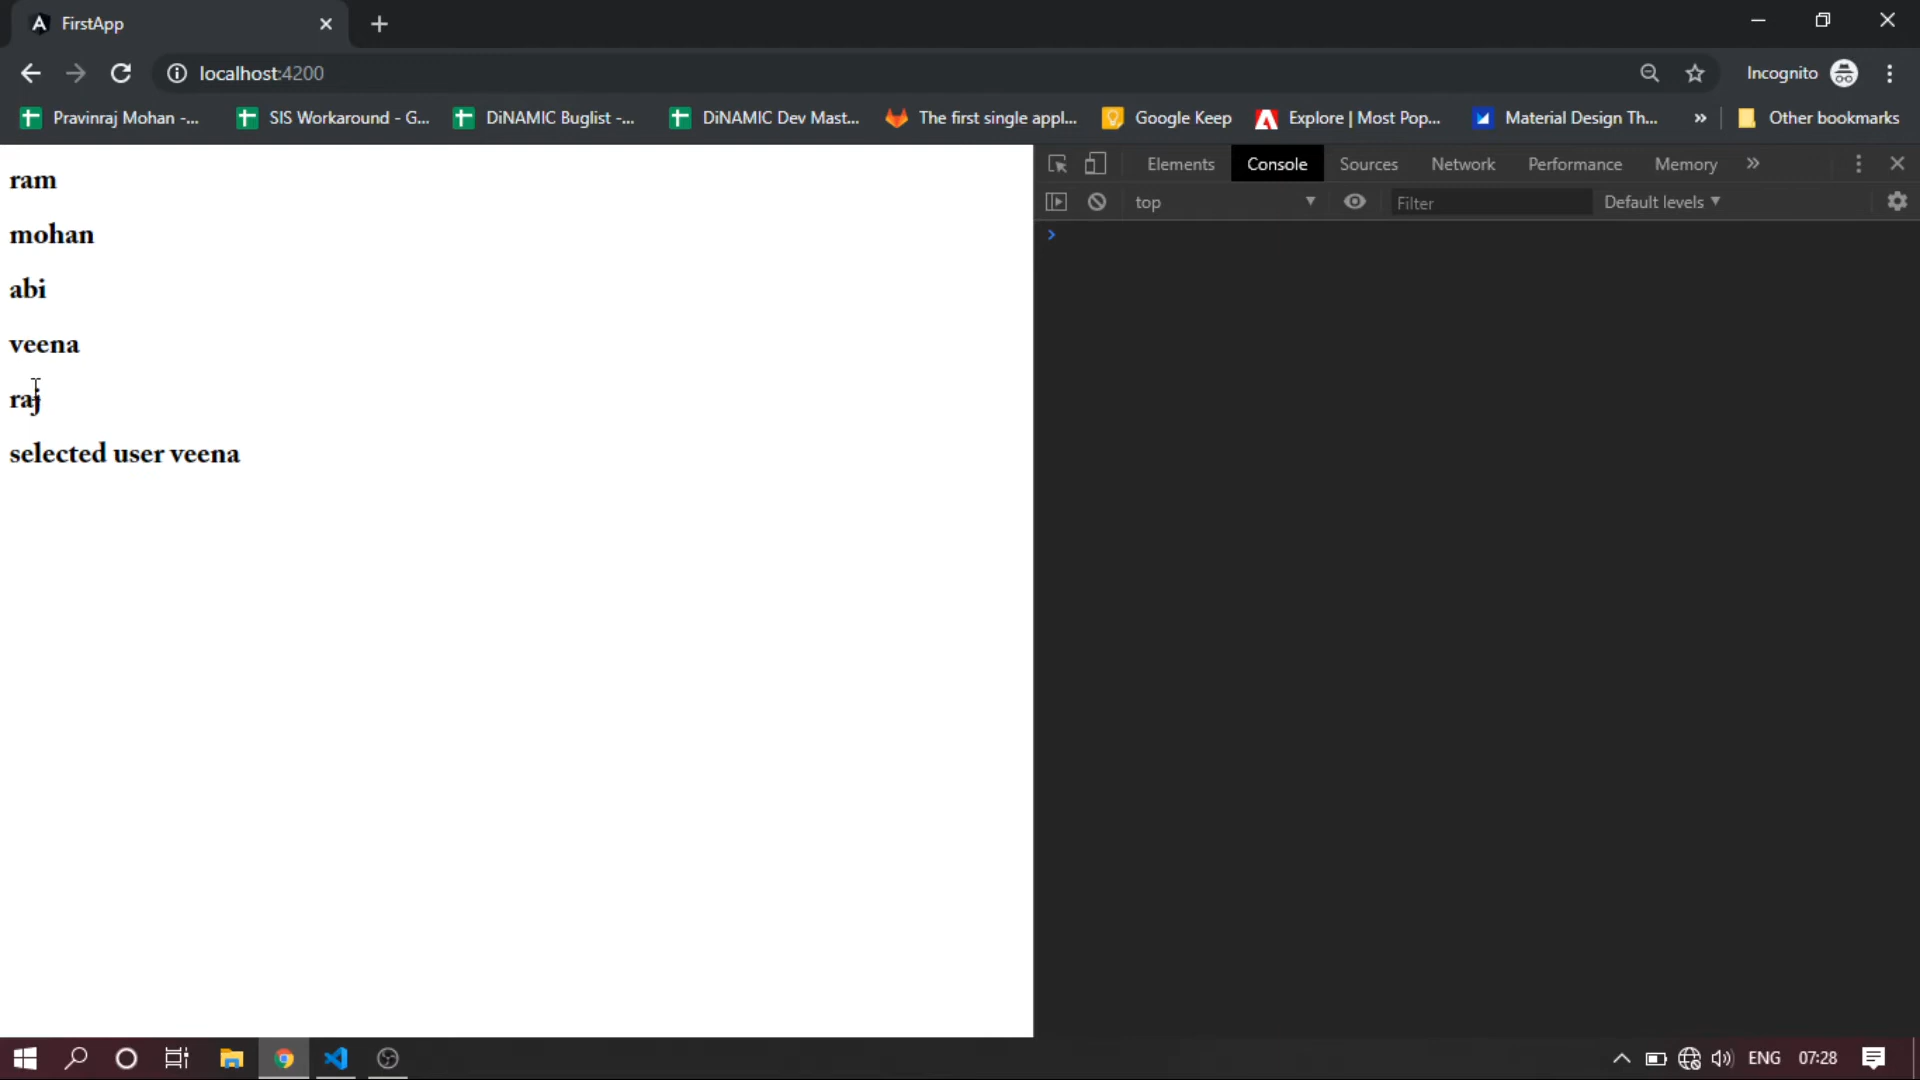 FirstApp
localhost:4200
Incognito
Pravinraj Mohan -... SIS Workaround - G... DiNAMIC Buglist -... DiNAMIC Dev Mast... The first single appl... Google Keep Explore | Most Pop... Material Design Th... » Other bookmarks
Elements Console Sources Network Performance Memory »
top Filter Default levels
ram
mohan
abi
veena
raj
selected user veena
ENG 07:28